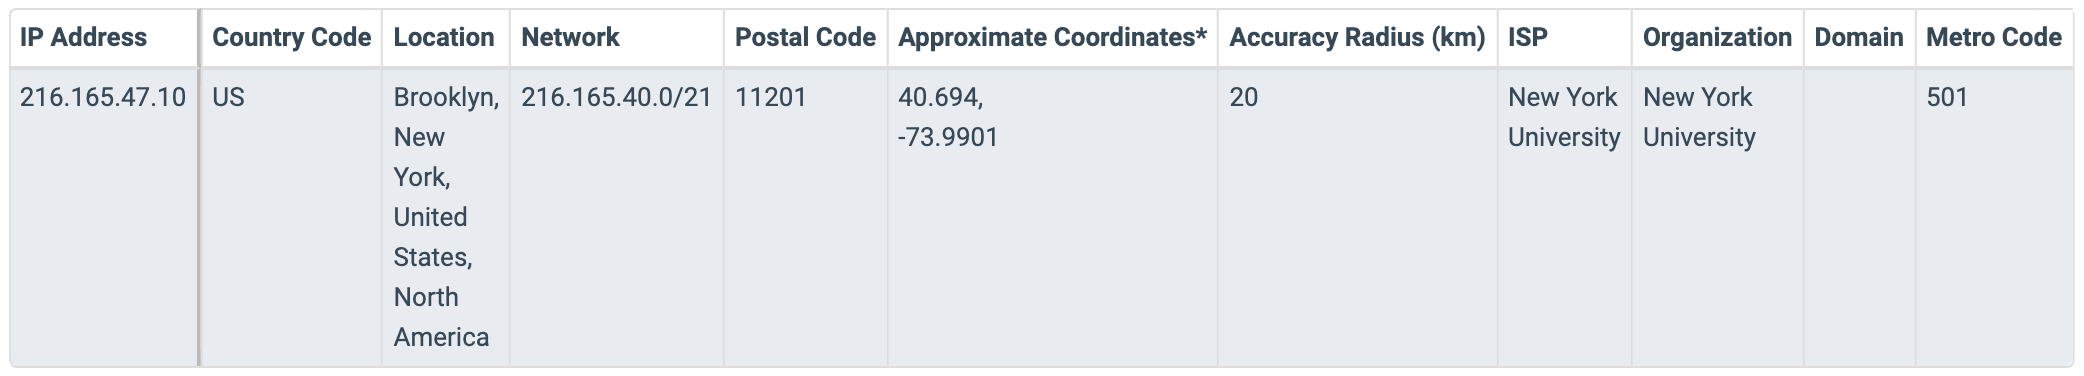 IP Address Country Code Location Network Postal Code Approximate Coordinates* Accuracy Radius (km) ISP Organization Domain Metro Code
216.165.47.10 US Brooklyn, 216.165.40.0/21 11201 40.694, 20 New York New York 501
New -73.9901 University University
York,
United
States,
North
America